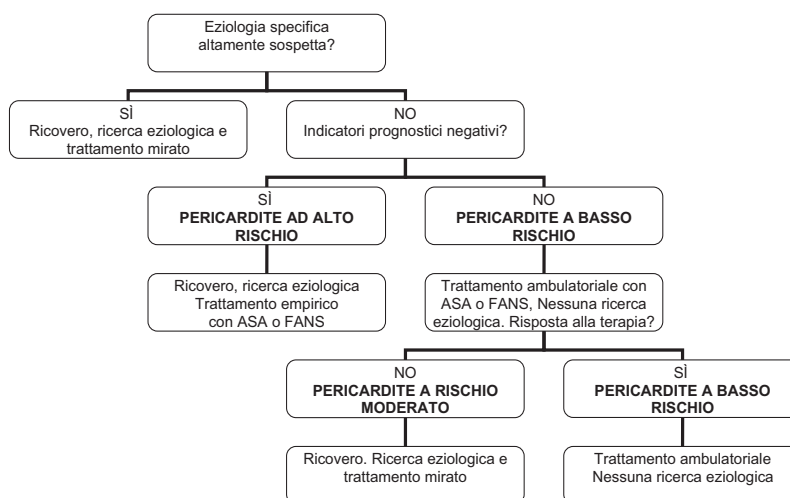 Eziologia specifica
altamente sospetta?
SÌ
Ricovero, ricerca eziologica e
trattamento mirato
NO
Indicatori prognostici negativi?
SÌ
PERICARDITE AD ALTO
RISCHIO
NO
PERICARDITE A BASSO
RISCHIO
Ricovero, ricerca eziologica
Trattamento empirico
con ASA o FANS
Trattamento ambulatoriale con
ASA o FANS, Nessuna ricerca
eziologica. Risposta alla terapia?
NO
PERICARDITE A RISCHIO
MODERATO
SÌ
PERICARDITE A BASSO
RISCHIO
Ricovero. Ricerca eziologica e
trattamento mirato
Trattamento ambulatoriale
Nessuna ricerca eziologica